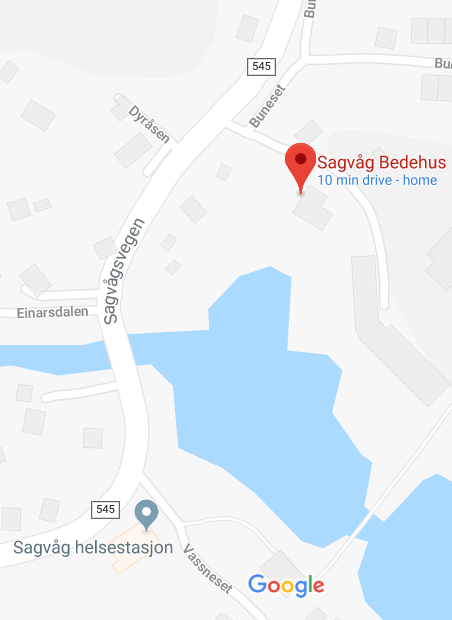 Bu
Bu
545
Buneset
Dyråsen
Sagvåg Bedehus
10 min drive - home
Sagvågsvegen
Einarsdalen
545
Sagvåg helsestasjon
Vassneset
Google